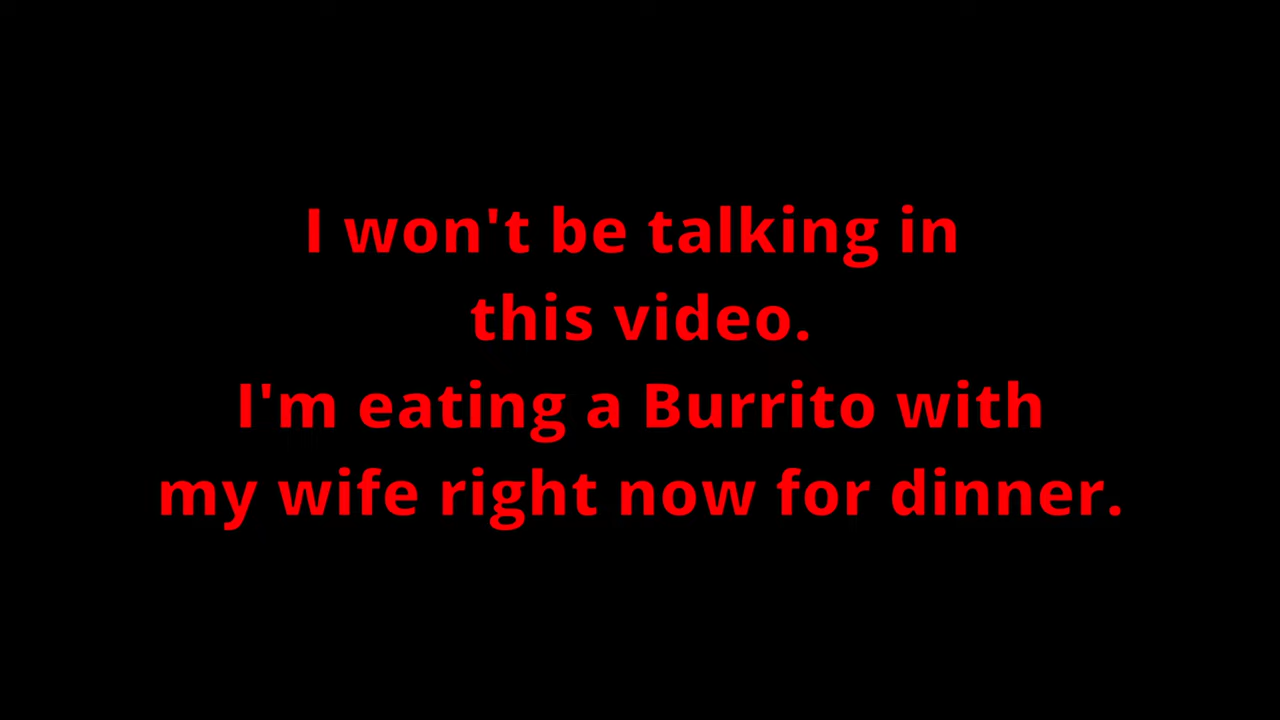 I won't be talking in
this video.
I'm eating a Burrito with
my wife right now for dinner.